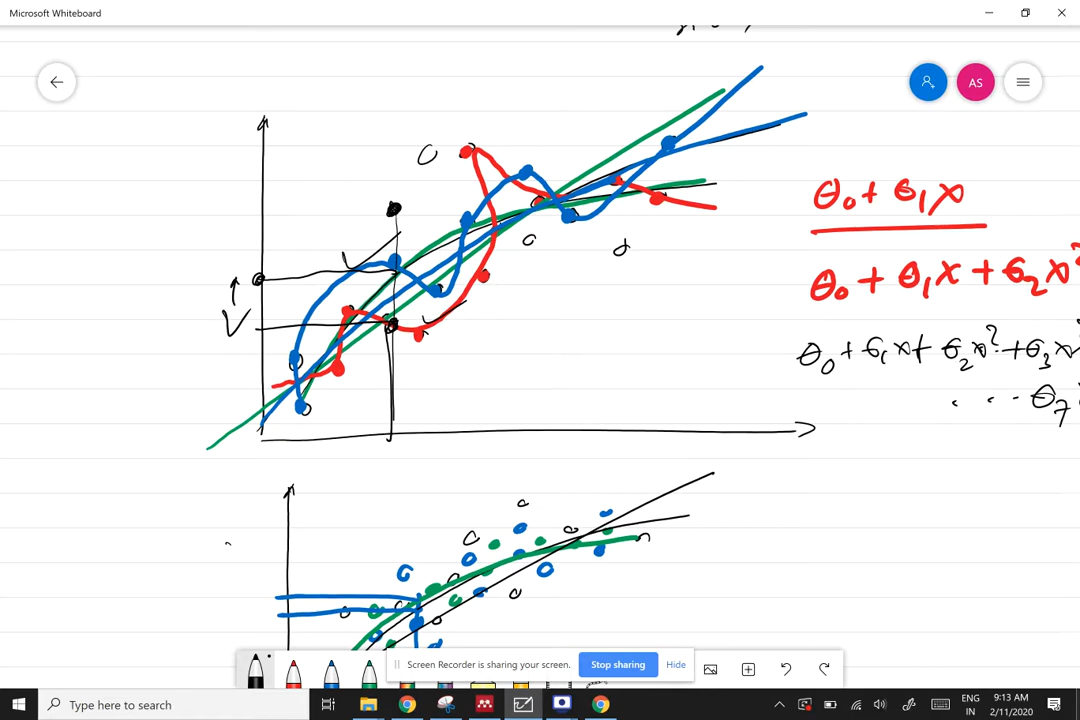 Microsoft Whiteboard
AS
θ₀ + θ₁x
θ₀ + θ₁x + θ₂x²
θ₀ + θ₁x + θ₂x² + θ₃x
. . . . θ₇
V
Screen Recorder is sharing your screen.
Stop sharing
Hide
Type here to search
ENG
IN
9:13 AM
2/11/2020